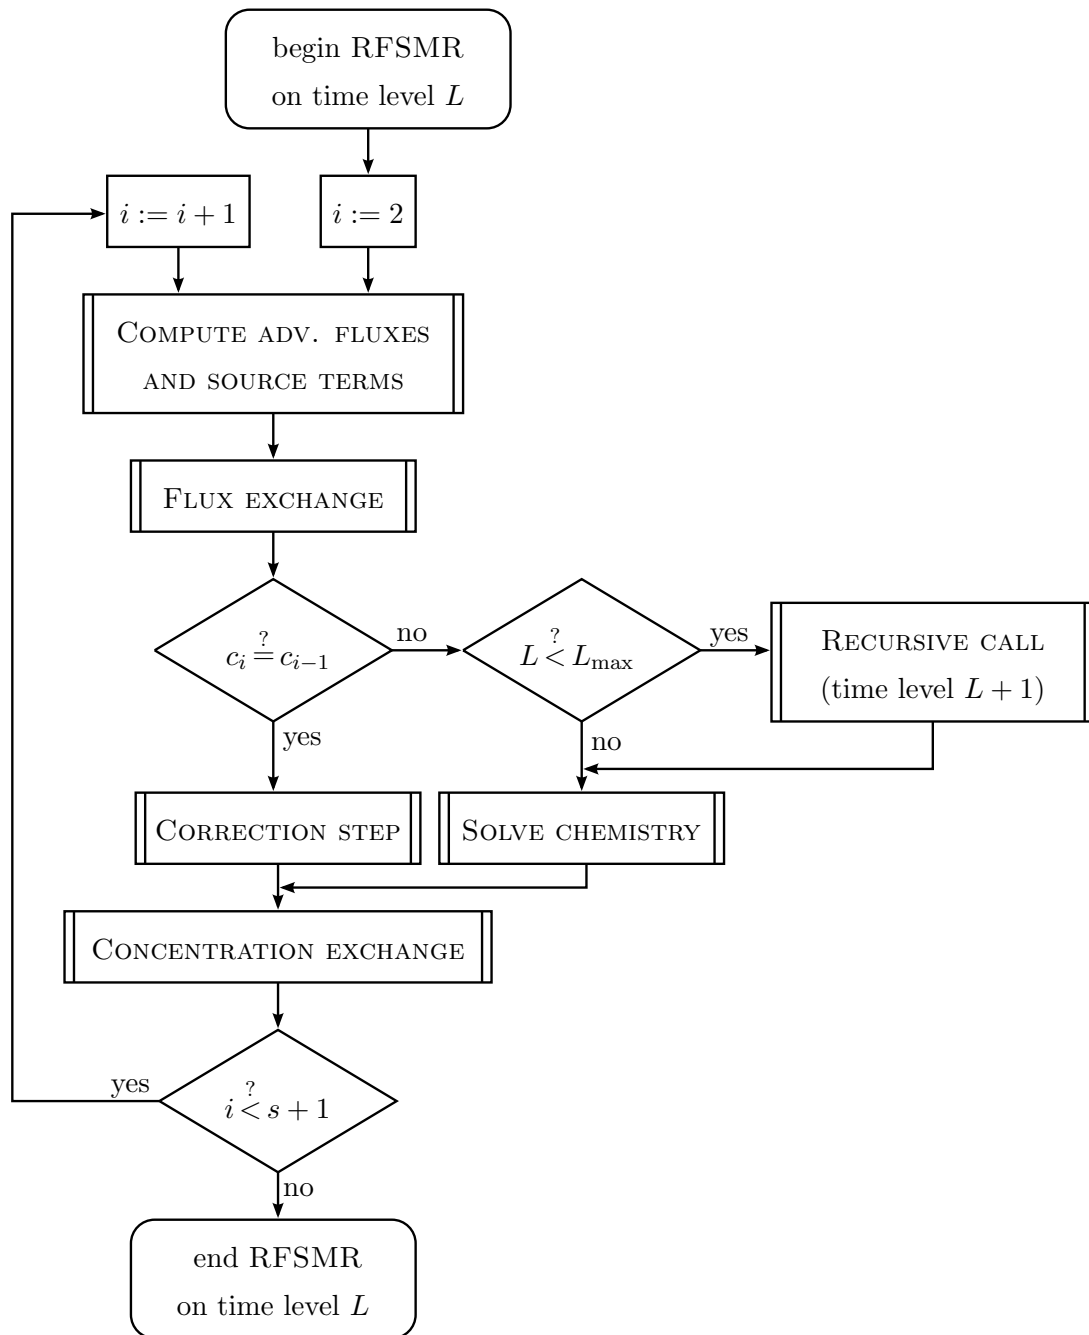 begin RFSMR
on time level L
i := i + 1
i := 2
COMPUTE ADV. FLUXES
AND SOURCE TERMS
FLUX EXCHANGE
c_i ?= c_{i−1}
no
L ?< L_max
yes
RECURSIVE CALL
(time level L + 1)
yes
no
CORRECTION STEP
SOLVE CHEMISTRY
CONCENTRATION EXCHANGE
yes
i ?< s + 1
no
end RFSMR
on time level L